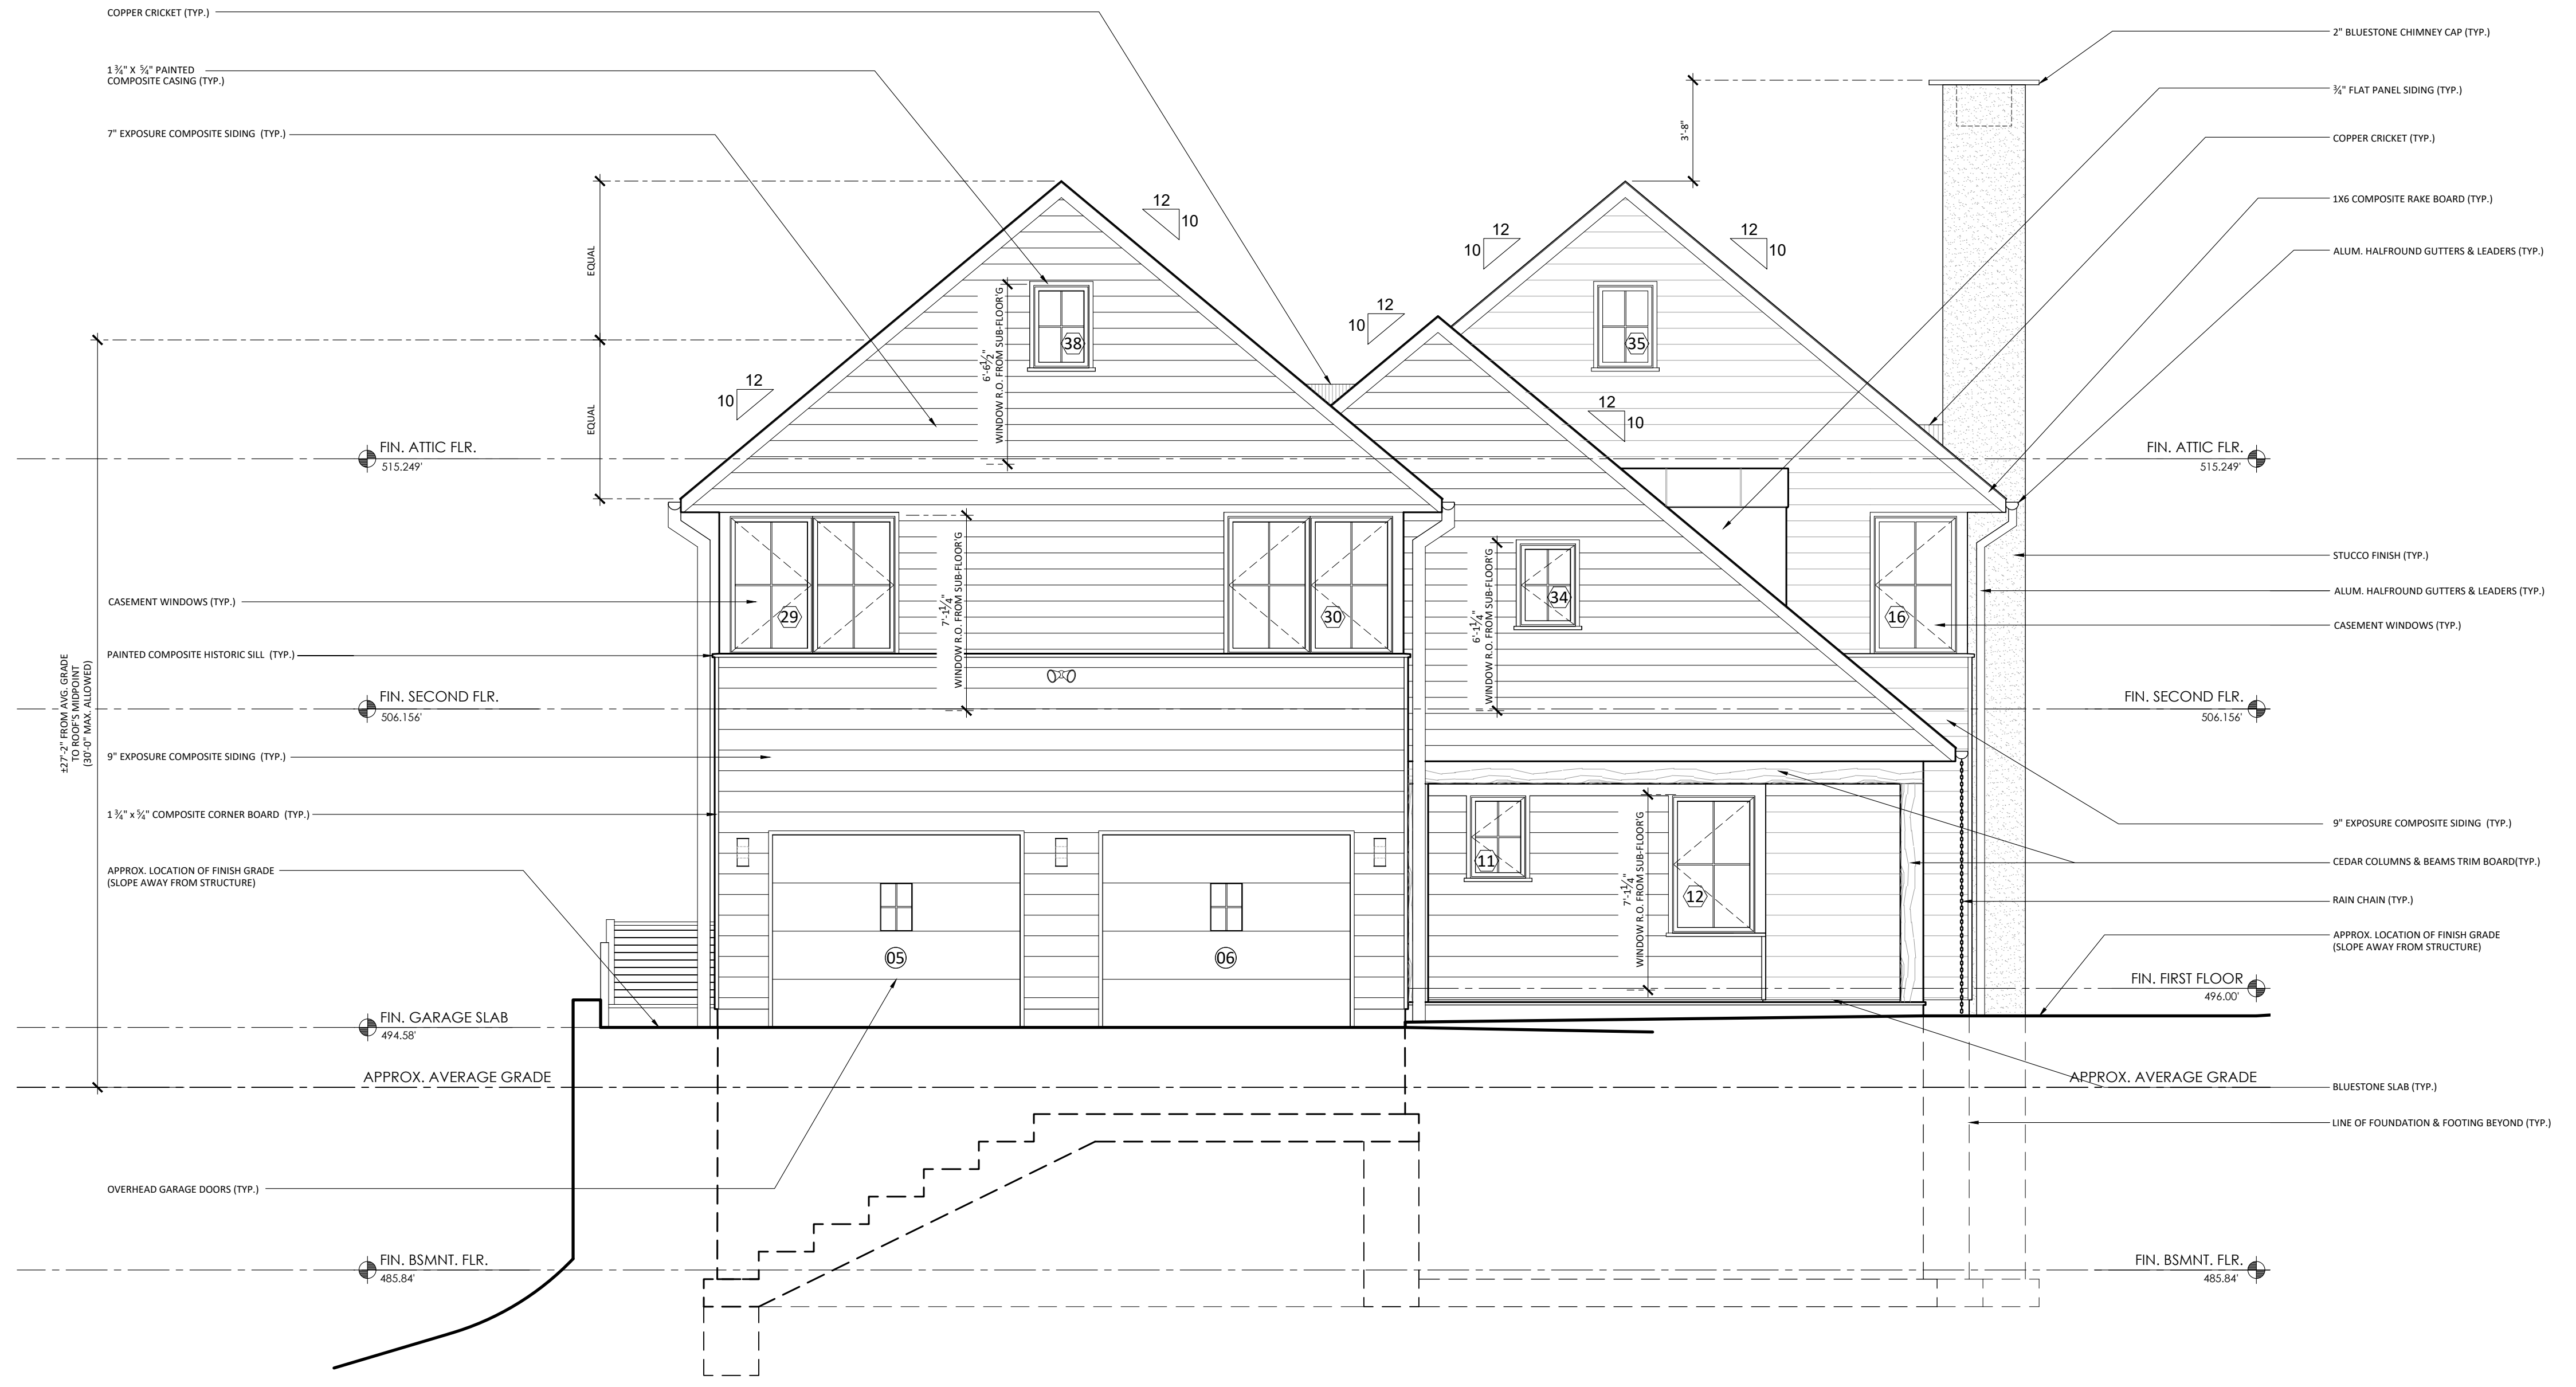 COPPER CRICKET (TYP.)
1 ¾" X ¾" PAINTED
COMPOSITE CASING (TYP.)
7" EXPOSURE COMPOSITE SIDING (TYP.)
EQUAL
EQUAL
FIN. ATTIC FLR.
515.249'
CASEMENT WINDOWS (TYP.)
PAINTED COMPOSITE HISTORIC SILL (TYP.)
±27'-2" FROM AVG. GRADE
TO ROOF'S MIDPOINT
(30'-0" MAX. ALLOWED)
FIN. SECOND FLR.
506.156'
9" EXPOSURE COMPOSITE SIDING (TYP.)
APPROX. LOCATION OF FINISH GRADE
(SLOPE AWAY FROM STRUCTURE)
FIN. GARAGE SLAB
494.58'
APPROX. AVERAGE GRADE
OVERHEAD GARAGE DOORS (TYP.)
FIN. BSMNT. FLR.
485.84'
12
10
12
10
12
10
12
10
12
10
12
10
3'-8"
38
6'-6½"
WINDOW R.O. FROM SUB-FLOOR'G
35
29
7'-1¼"
WINDOW R.O. FROM SUB-FLOOR'G
30
34
6'-1¼"
WINDOW R.O. FROM SUB-FLOOR'G
16
05
06
11
7'-1¼"
WINDOW R.O. FROM SUB-FLOOR'G
12
2" BLUESTONE CHIMNEY CAP (TYP.)
¾" FLAT PANEL SIDING (TYP.)
COPPER CRICKET (TYP.)
1X6 COMPOSITE RAKE BOARD (TYP.)
ALUM. HALFROUND GUTTERS & LEADERS (TYP.)
FIN. ATTIC FLR.
515.249'
STUCCO FINISH (TYP.)
ALUM. HALFROUND GUTTERS & LEADERS (TYP.)
CASEMENT WINDOWS (TYP.)
FIN. SECOND FLR.
506.156'
9" EXPOSURE COMPOSITE SIDING (TYP.)
CEDAR COLUMNS & BEAMS TRIM BOARD(TYP.)
RAIN CHAIN (TYP.)
APPROX. LOCATION OF FINISH GRADE
(SLOPE AWAY FROM STRUCTURE)
FIN. FIRST FLOOR
496.00'
APPROX. AVERAGE GRADE
BLUESTONE SLAB (TYP.)
LINE OF FOUNDATION & FOOTING BEYOND (TYP.)
FIN. BSMNT. FLR.
485.84'